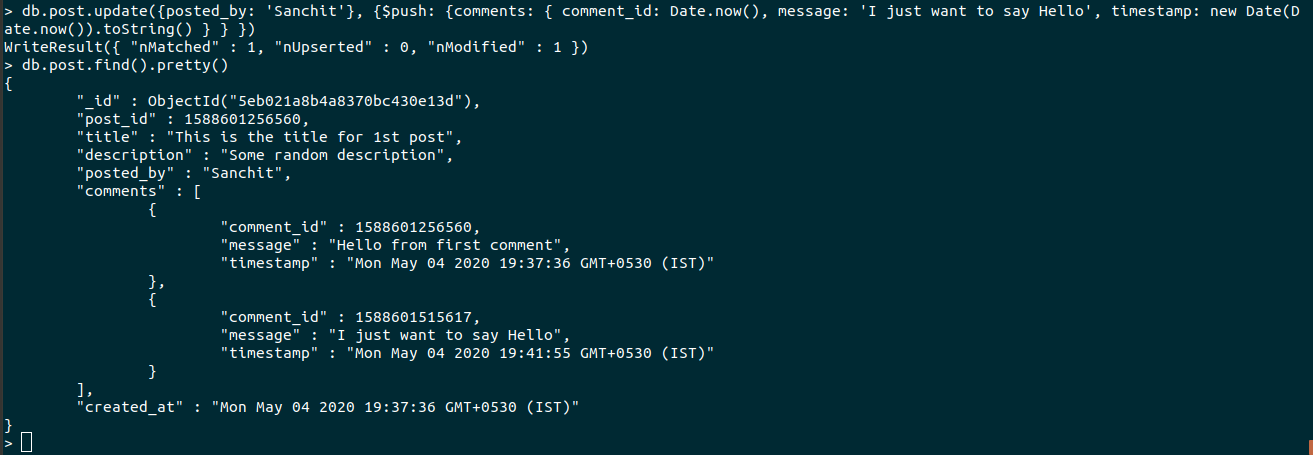 > db.post.update({posted_by: 'Sanchit'}, {$push: {comments: { comment_id: Date.now(), message: 'I just want to say Hello', timestamp: new Date(D
ate.now()).toString() } } })
WriteResult({ "nMatched" : 1, "nUpserted" : 0, "nModified" : 1 })
> db.post.find().pretty()
{
        "_id" : ObjectId("5eb021a8b4a8370bc430e13d"),
        "post_id" : 1588601256560,
        "title" : "This is the title for 1st post",
        "description" : "Some random description",
        "posted_by" : "Sanchit",
        "comments" : [
                {
                        "comment_id" : 1588601256560,
                        "message" : "Hello from first comment",
                        "timestamp" : "Mon May 04 2020 19:37:36 GMT+0530 (IST)"
                },
                {
                        "comment_id" : 1588601515617,
                        "message" : "I just want to say Hello",
                        "timestamp" : "Mon May 04 2020 19:41:55 GMT+0530 (IST)"
                }
        ],
        "created_at" : "Mon May 04 2020 19:37:36 GMT+0530 (IST)"
}
>